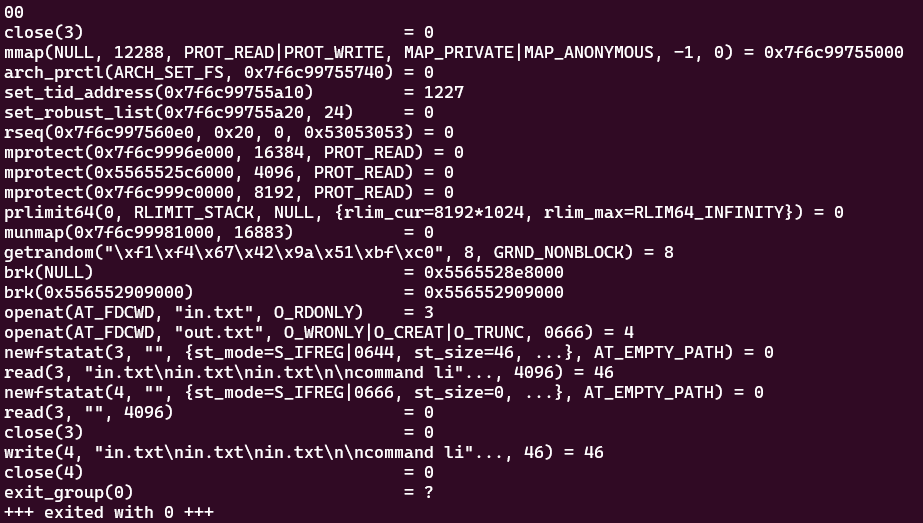 00
close(3)                                = 0
mmap(NULL, 12288, PROT_READ|PROT_WRITE, MAP_PRIVATE|MAP_ANONYMOUS, -1, 0) = 0x7f6c99755000
arch_prctl(ARCH_SET_FS, 0x7f6c99755740) = 0
set_tid_address(0x7f6c99755a10)         = 1227
set_robust_list(0x7f6c99755a20, 24)     = 0
rseq(0x7f6c997560e0, 0x20, 0, 0x53053053) = 0
mprotect(0x7f6c9996e000, 16384, PROT_READ) = 0
mprotect(0x5565525c6000, 4096, PROT_READ) = 0
mprotect(0x7f6c999c0000, 8192, PROT_READ) = 0
prlimit64(0, RLIMIT_STACK, NULL, {rlim_cur=8192*1024, rlim_max=RLIM64_INFINITY}) = 0
munmap(0x7f6c99981000, 16883)           = 0
getrandom("\xf1\xf4\x67\x42\x9a\x51\xbf\xc0", 8, GRND_NONBLOCK) = 8
brk(NULL)                               = 0x5565528e8000
brk(0x556552909000)                     = 0x556552909000
openat(AT_FDCWD, "in.txt", O_RDONLY)    = 3
openat(AT_FDCWD, "out.txt", O_WRONLY|O_CREAT|O_TRUNC, 0666) = 4
newfstatat(3, "", {st_mode=S_IFREG|0644, st_size=46, ...}, AT_EMPTY_PATH) = 0
read(3, "in.txt\nin.txt\nin.txt\n\ncommand li"..., 4096) = 46
newfstatat(4, "", {st_mode=S_IFREG|0666, st_size=0, ...}, AT_EMPTY_PATH) = 0
read(3, "", 4096)                       = 0
close(3)                                = 0
write(4, "in.txt\nin.txt\nin.txt\n\ncommand li"..., 46) = 46
close(4)                                = 0
exit_group(0)                           = ?
+++ exited with 0 +++